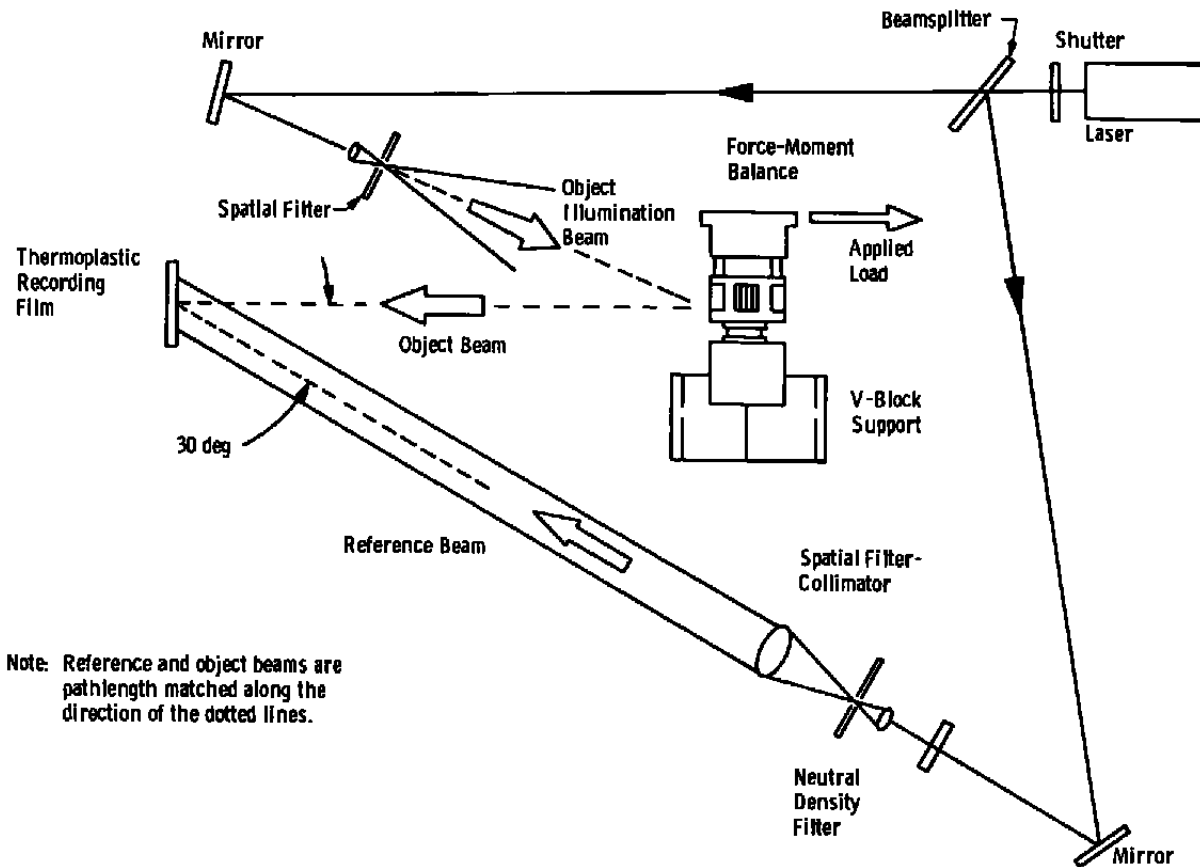 Beamsplitter
Mirror
Shutter
Laser
Force-Moment
Balance
Object
Illumination
Beam
Spatial Filter
Applied
Load
Thermoplastic
Recording
Film
Object Beam
V-Block
Support
30 deg
Reference Beam
Spatial Filter-
Collimator
Note: Reference and object beams are
pathlength matched along the
direction of the dotted lines.
Neutral
Density
Filter
Mirror